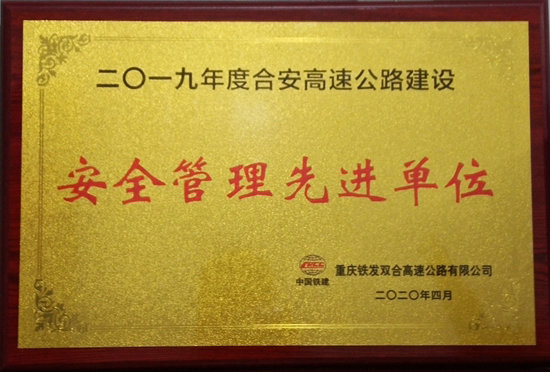 二〇一九年度合安高速公路建设
安全管理先进单位
中国铁建
重庆铁发双合高速公路有限公司
二〇二〇年四月